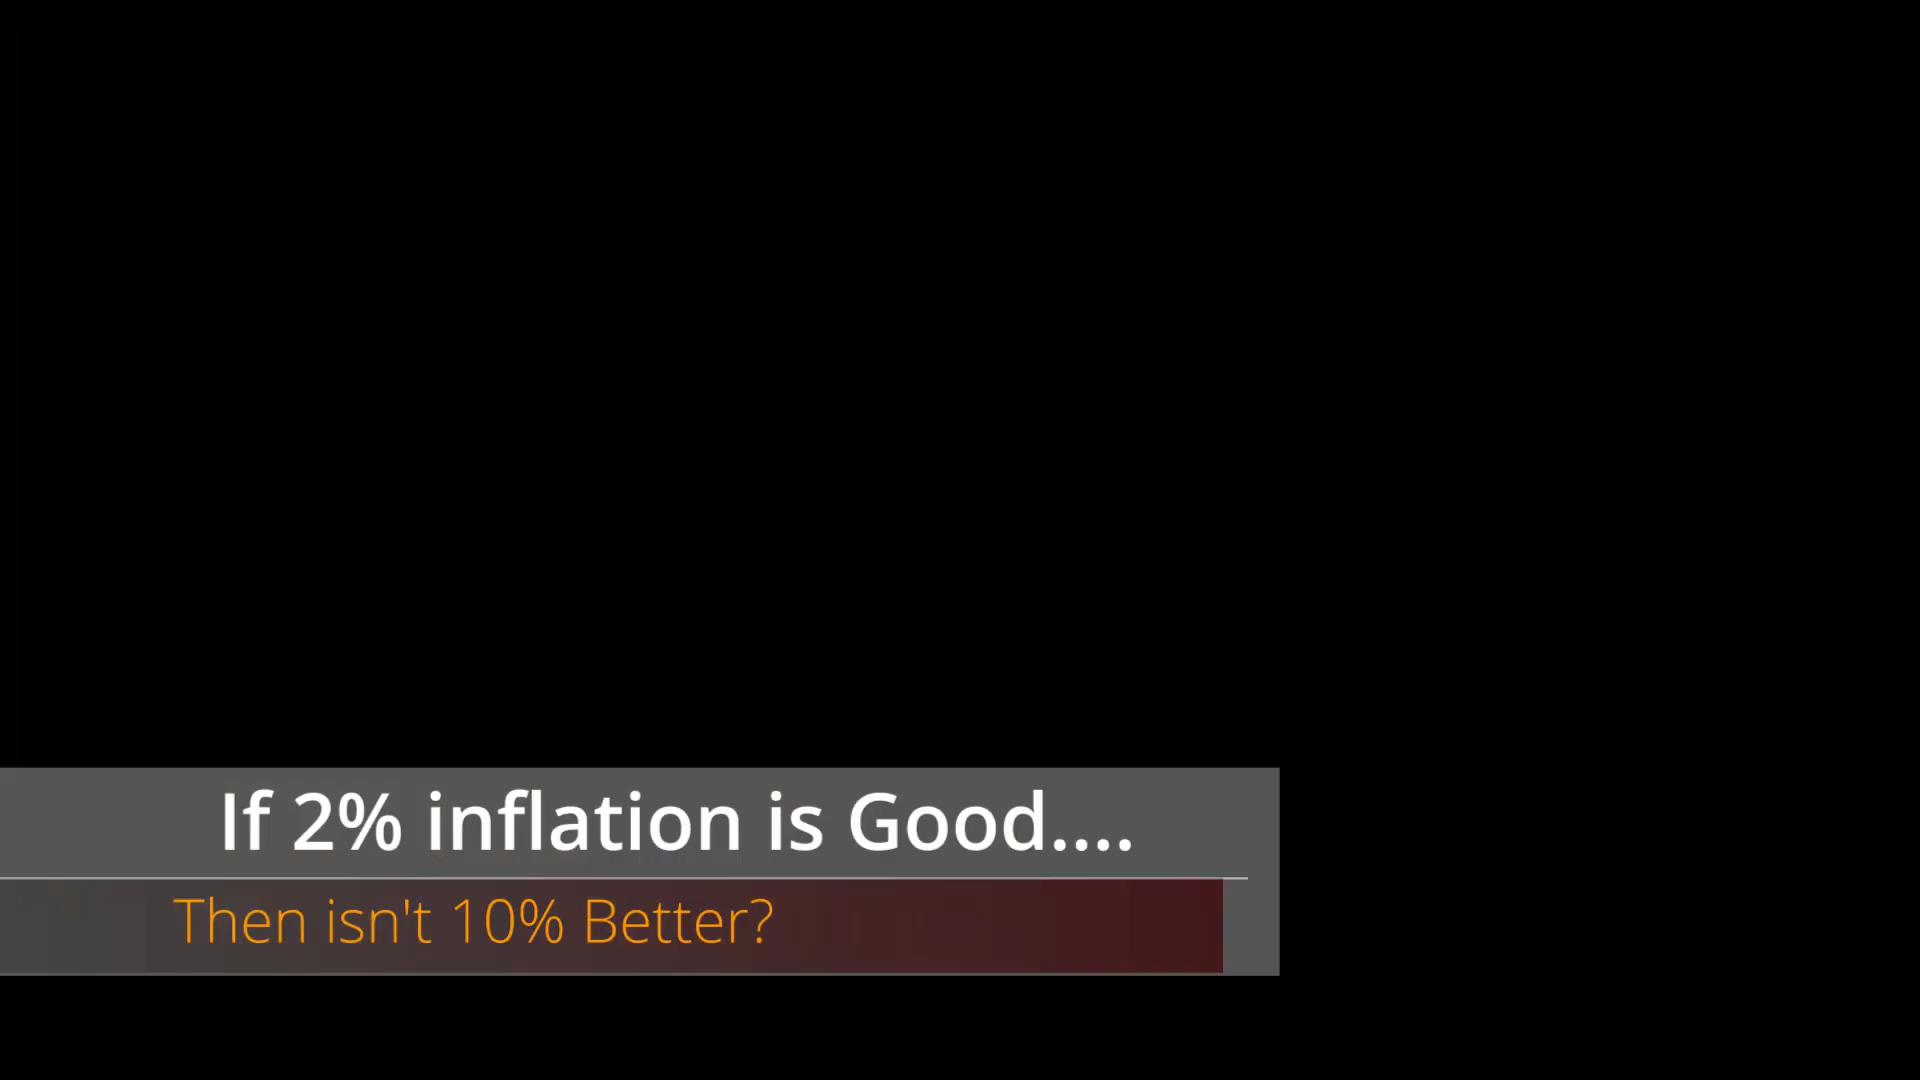 If 2% inflation is Good....
Then isn't 10% Better?